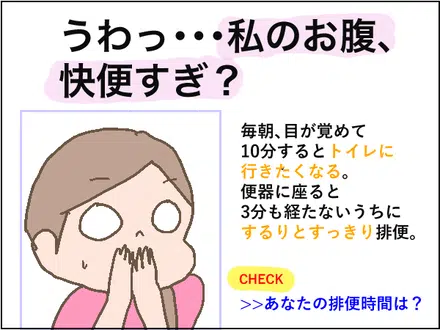 うわっ・・・私のお腹、
快便すぎ？
毎朝、目が覚めて
10分するとトイレに
行きたくなる。
便器に座ると
3分も経たないうちに
するりとすっきり排便。
CHECK
>>あなたの排便時間は？